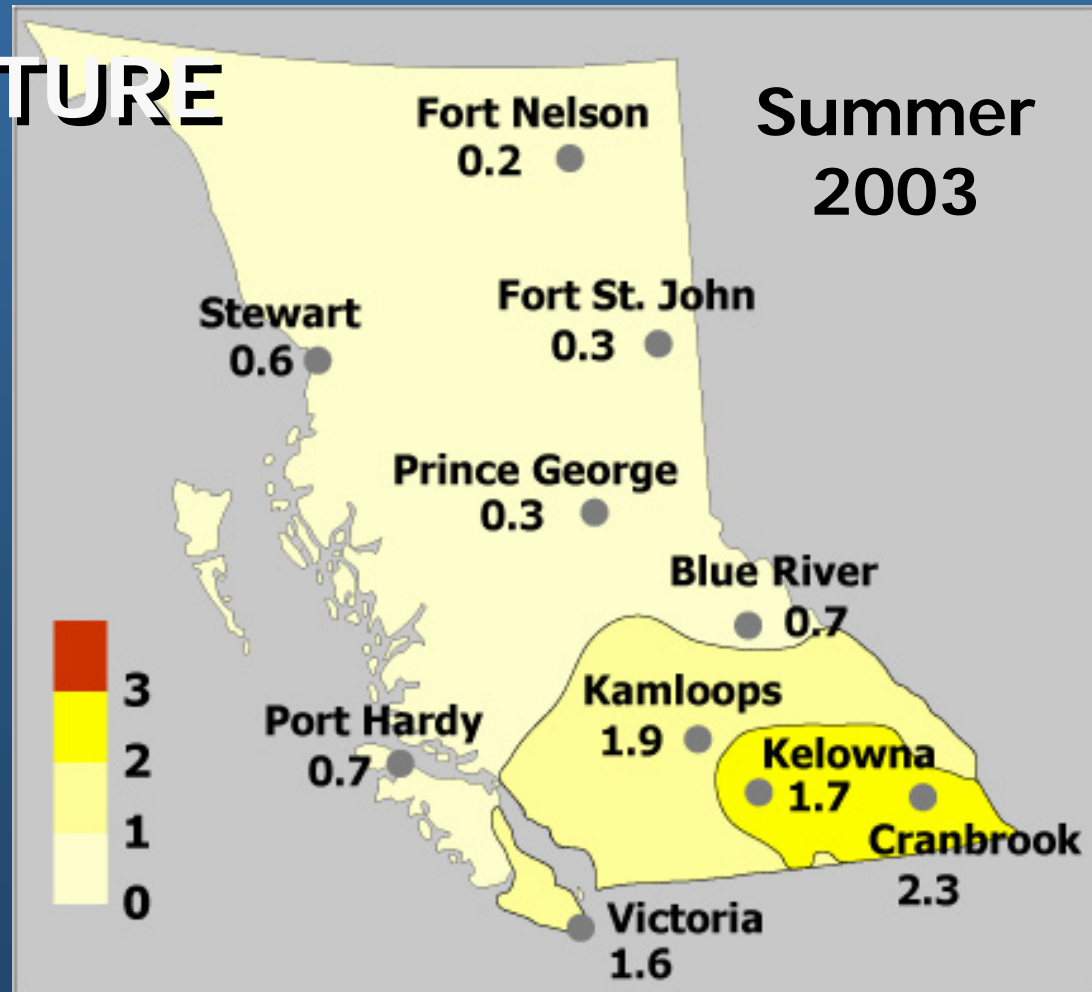 TURE
Summer
2003
Fort Nelson
0.2
Fort St. John
0.3
Stewart
0.6
Prince George
0.3
Blue River
0.7
Kamloops
1.9
Port Hardy
0.7
Kelowna
1.7
Cranbrook
2.3
Victoria
1.6
3
2
1
0